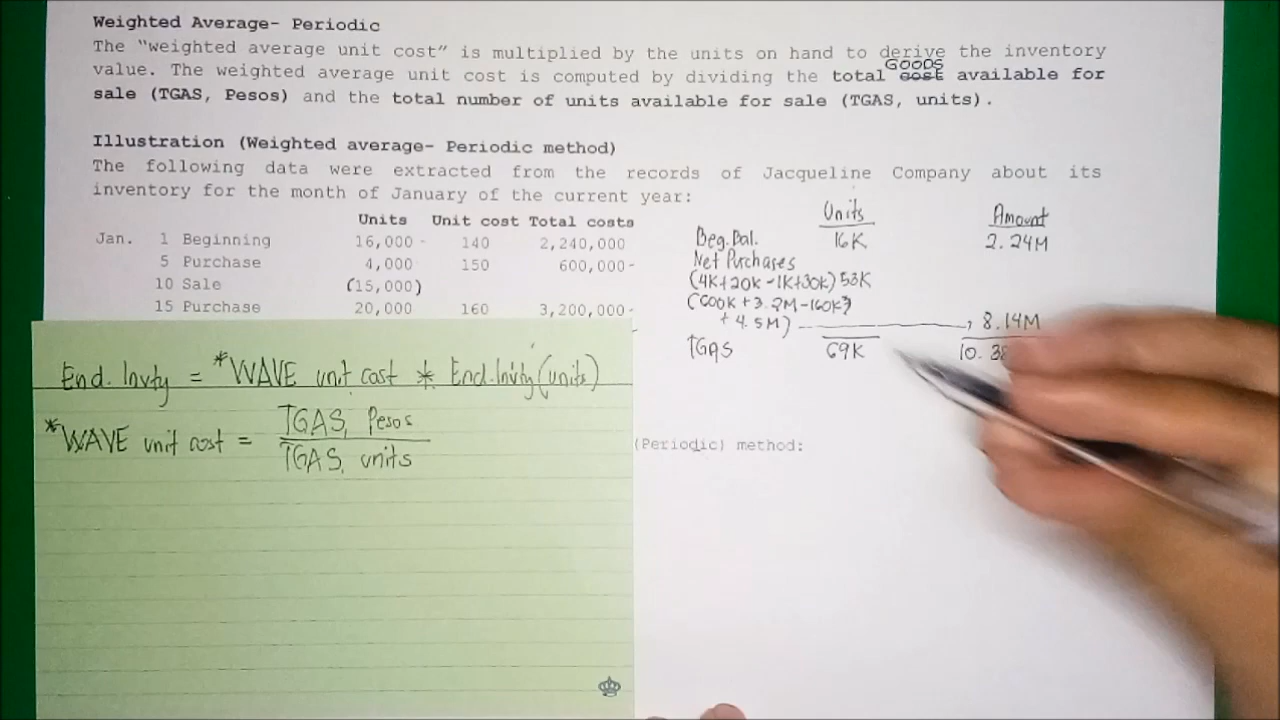 Weighted Average- Periodic
The "weighted average unit cost" is multiplied by the units on hand to derive the inventory
GOODS
value. The weighted average unit cost is computed by dividing the total cost available for
sale (TGAS, Pesos) and the total number of units available for sale (TGAS, units).
Illustration (Weighted average- Periodic method)
The following data were extracted from the records of Jacqueline Company about its
inventory for the month of January of the current year:
Units Unit cost Total costs
Jan. 1 Beginning 16,000 - 140 2,240,000
5 Purchase 4,000 150 600,000-
10 Sale (15,000)
15 Purchase 20,000 160 3,200,000-
Units Amount
Beg. Bal. 16K 2.24M
Net Purchases
(4K+20K-1K+30K) 53K
(600K+3.2M-160K
+ 4.5M) 8.14M
TGAS 69K
End. Invty = *WAVE unit cost * End. Invty (units)
*WAVE unit cost = TGAS, Pesos
TGAS, units
(Periodic) method: